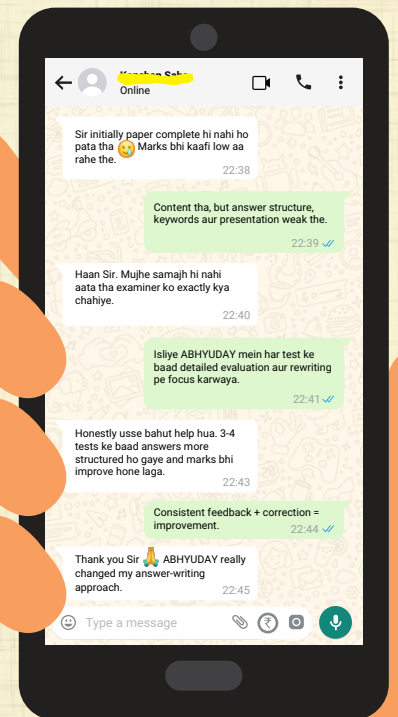 Online
Sir initially paper complete hi nahi ho
pata tha 🥲 Marks bhi kaafi low aa
rahe the.
22:38
Content tha, but answer structure,
keywords aur presentation weak the.
22:39
Haan Sir. Mujhe samajh hi nahi
aata tha examiner ko exactly kya
chahiye.
22:40
Isliye ABHYUDAY mein har test ke
baad detailed evaluation aur rewriting
pe focus karwaya.
22:41
Honestly usse bahut help hua. 3-4
tests ke baad answers more
structured ho gaye and marks bhi
improve hone laga.
22:43
Consistent feedback + correction =
improvement.
22:44
Thank you Sir 🙏 ABHYUDAY really
changed my answer-writing
approach.
22:45
Type a message